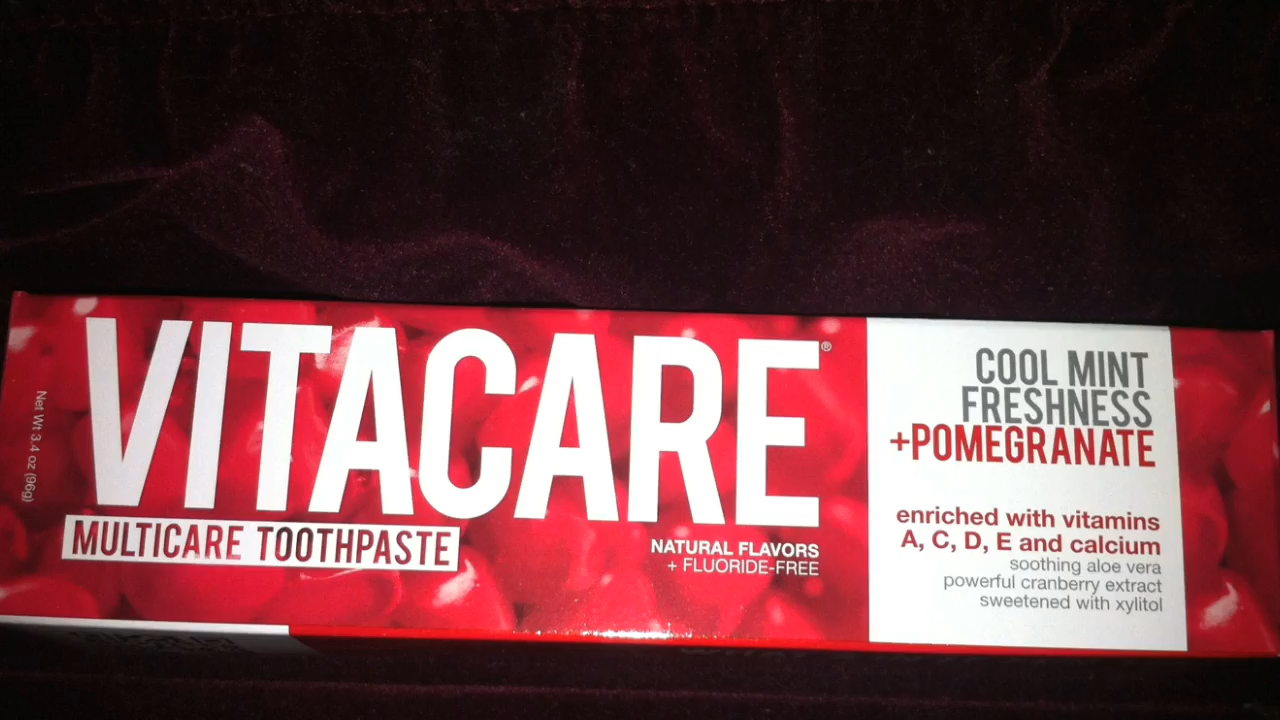 VITACARE®
MULTICARE TOOTHPASTE
NATURAL FLAVORS
+ FLUORIDE-FREE
Net Wt 3.4 oz (96g)
COOL MINT
FRESHNESS
+POMEGRANATE
enriched with vitamins
A, C, D, E and calcium
soothing aloe vera
powerful cranberry extract
sweetened with xylitol